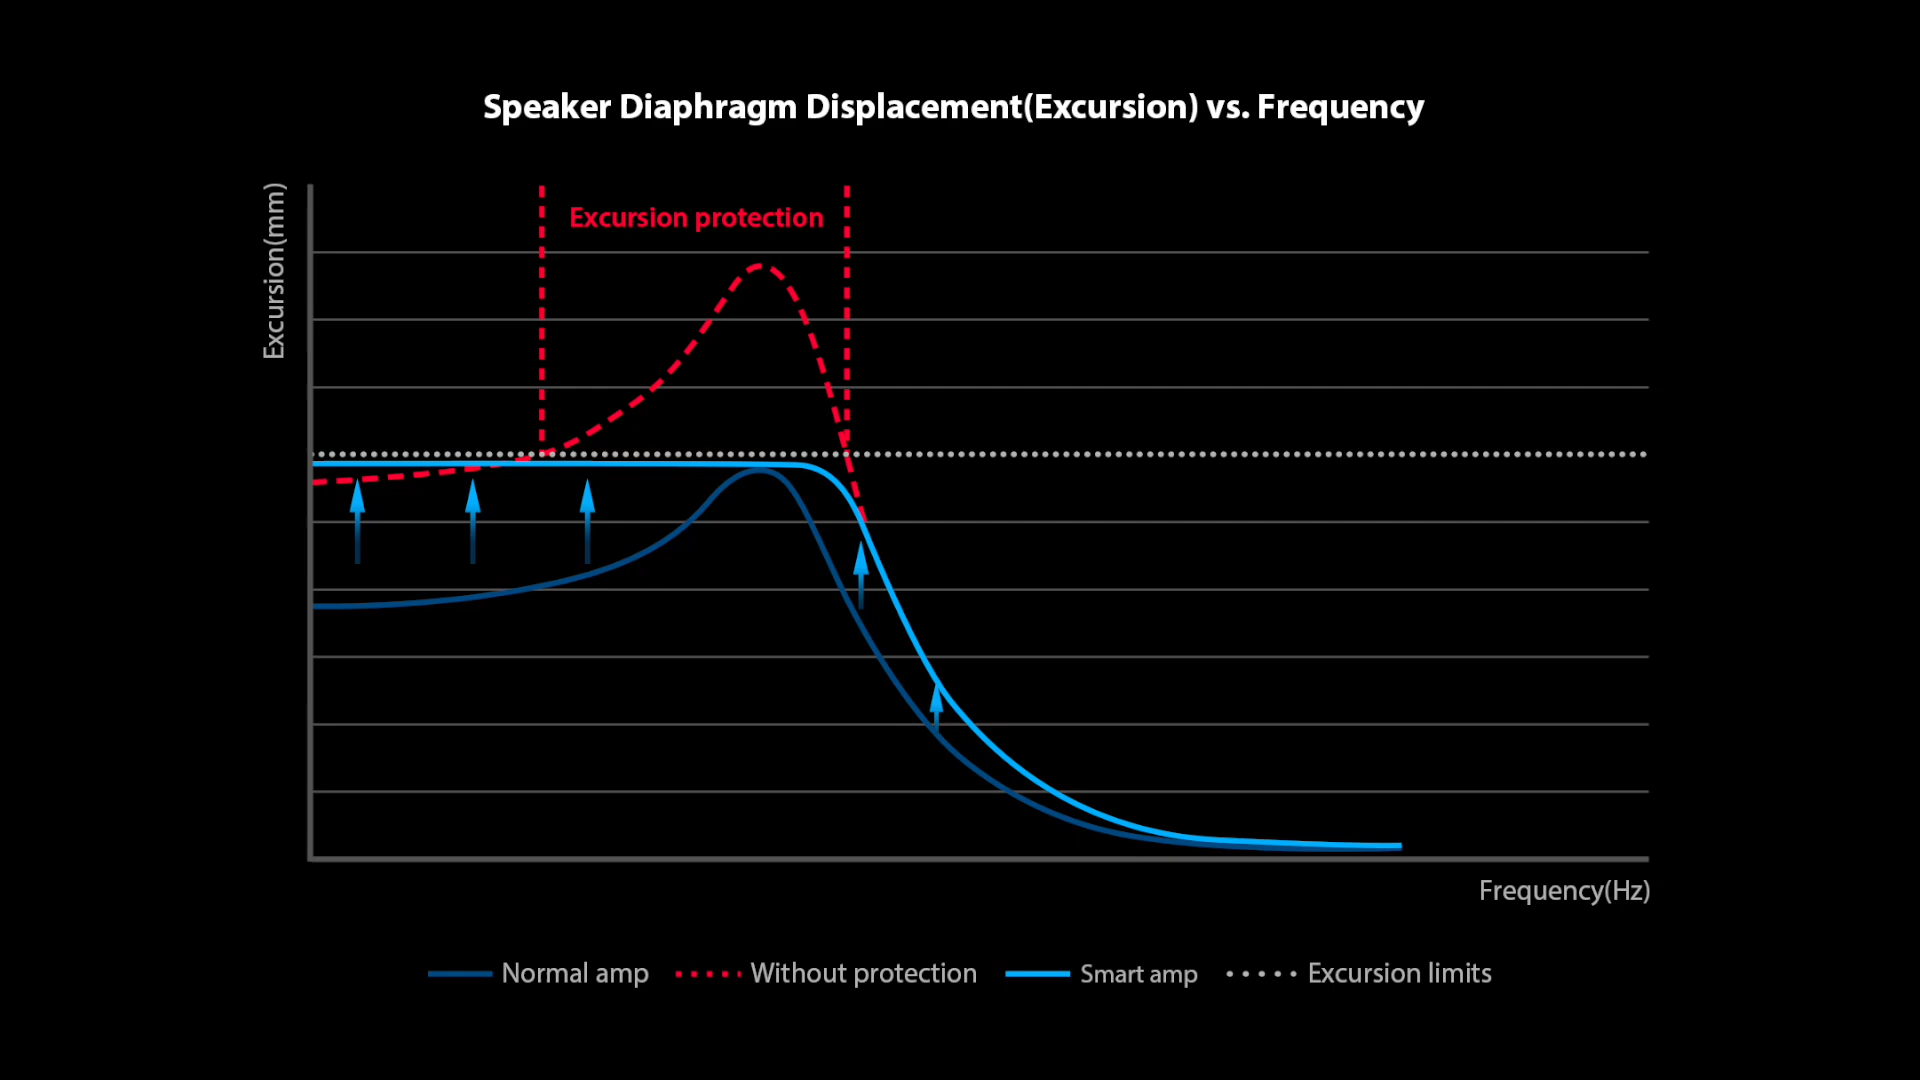 Speaker Diaphragm Displacement(Excursion) vs. Frequency
Excursion(mm)
Excursion protection
Frequency(Hz)
Normal amp
Without protection
Smart amp
Excursion limits